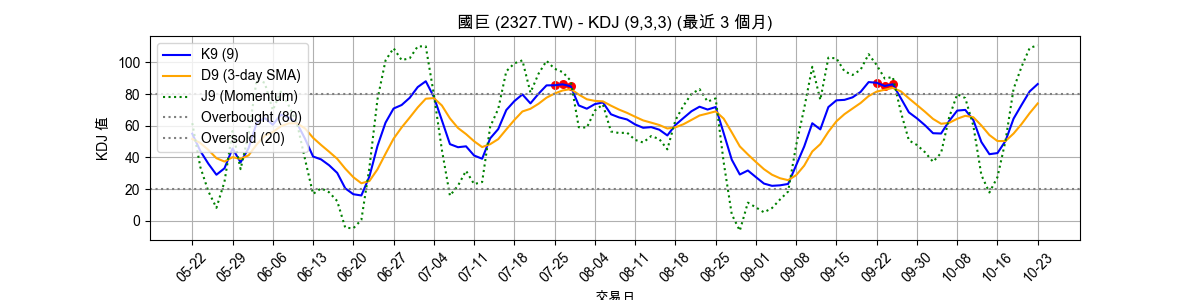 國巨 (2327.TW) - KDJ (9,3,3) (最近 3 個月)
K9 (9)
D9 (3-day SMA)
J9 (Momentum)
Overbought (80)
Oversold (20)
KDJ 值
100
80
60
40
20
0
05-22 05-29 06-06 06-13 06-20 06-27 07-04 07-11 07-18 07-25 08-04 08-11 08-18 08-25 09-01 09-08 09-15 09-22 09-30 10-08 10-16 10-23
交易日